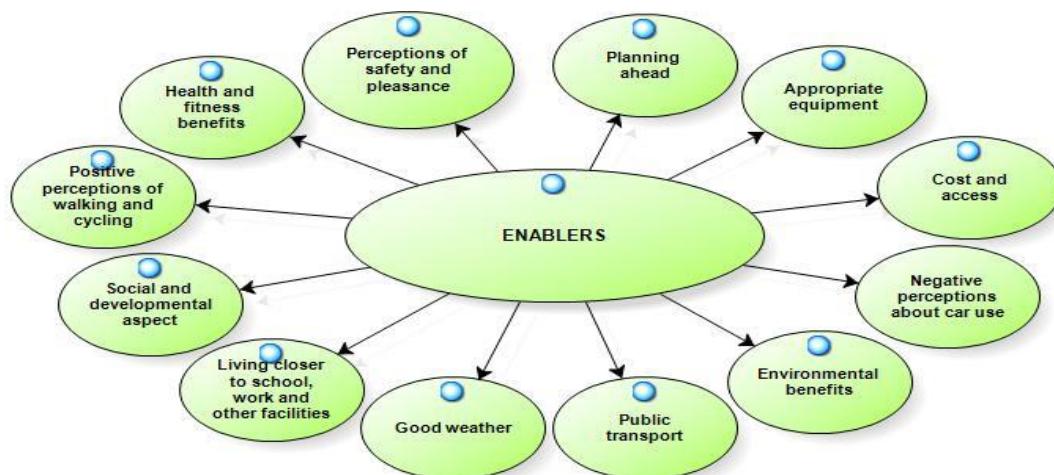 Perceptions of
safety and
pleasance
Planning
ahead
Health and
fitness
benefits
Appropriate
equipment
Positive
perceptions of
walking and
cycling
Cost and
access
ENABLERS
Social and
developmental
aspect
Negative
perceptions
about car use
Living closer
to school,
work and
other facilities
Environmental
benefits
Good weather
Public
transport